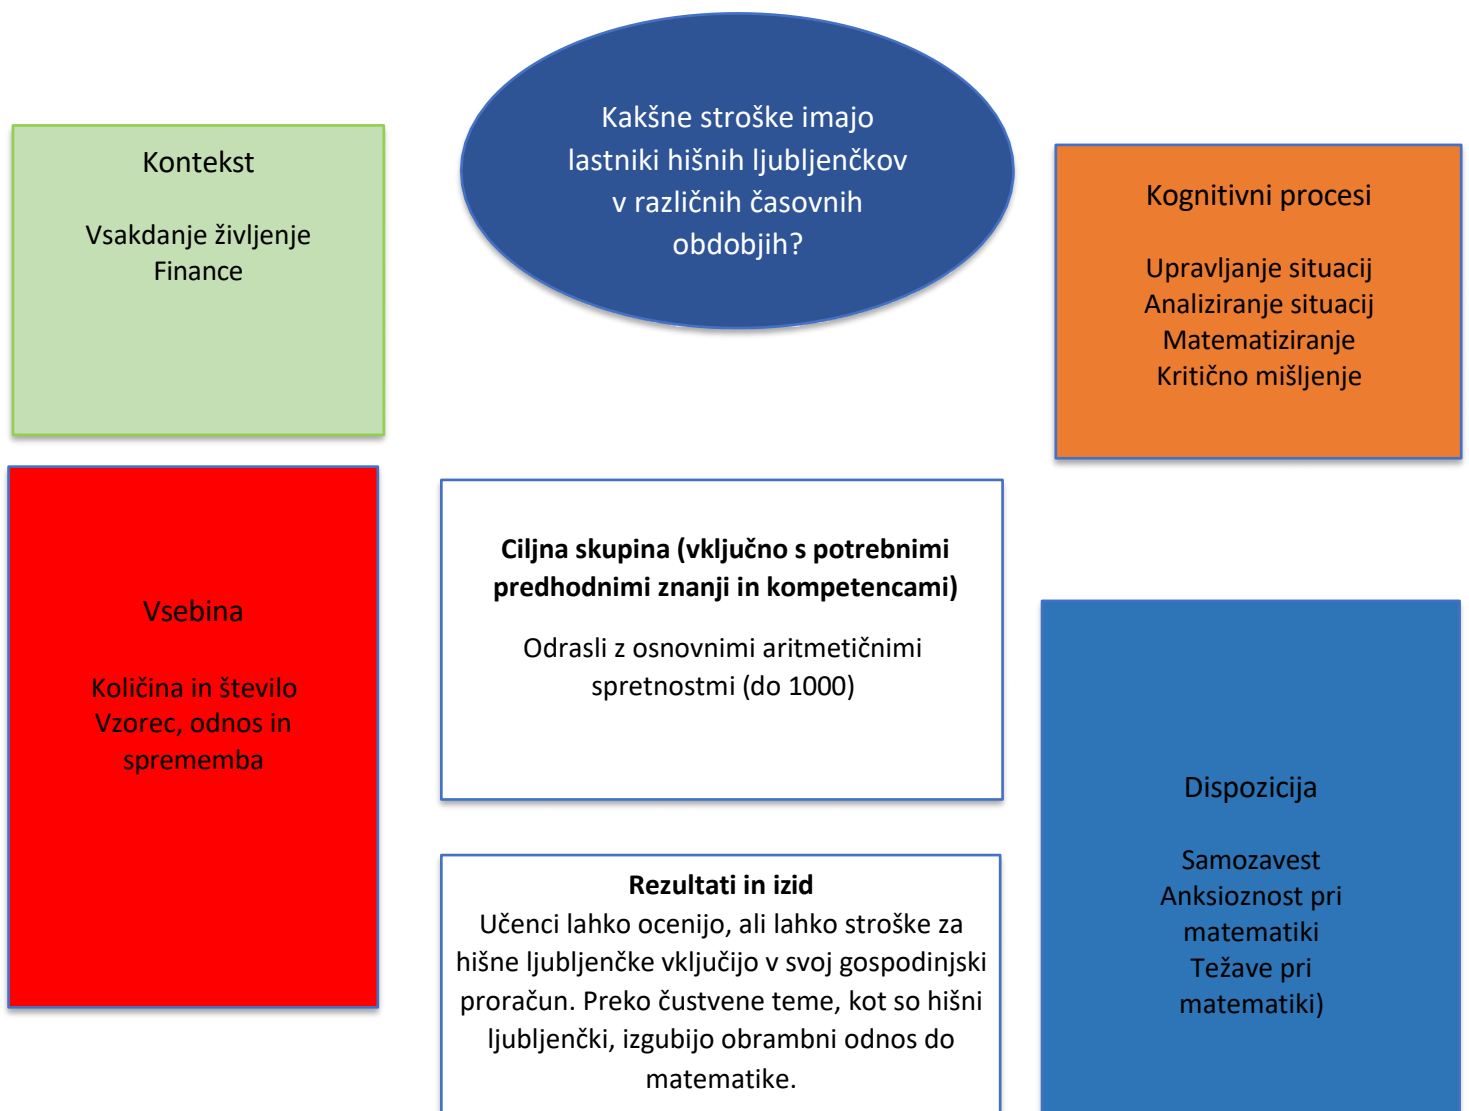 Kakšne stroške imajo
lastniki hišnih ljubljenčkov
v različnih časovnih
obdobjih?
Kontekst
Vsakdanje življenje
Finance
Kognitivni procesi
Upravljanje situacij
Analiziranje situacij
Matematiziranje
Kritično mišljenje
Vsebina
Količina in število
Vzorec, odnos in
sprememba
Ciljna skupina (vključno s potrebnimi
predhodnimi znanji in kompetencami)
Odrasli z osnovnimi aritmetičnimi
spretnostmi (do 1000)
Dispozicija
Samozavest
Anksioznost pri
matematiki
Težave pri
matematiki)
Rezultati in izid
Učenci lahko ocenijo, ali lahko stroške za
hišne ljubljenčke vključijo v svoj gospodinjski
proračun. Preko čustvene teme, kot so hišni
ljubljenčki, izgubijo obrambni odnos do
matematike.